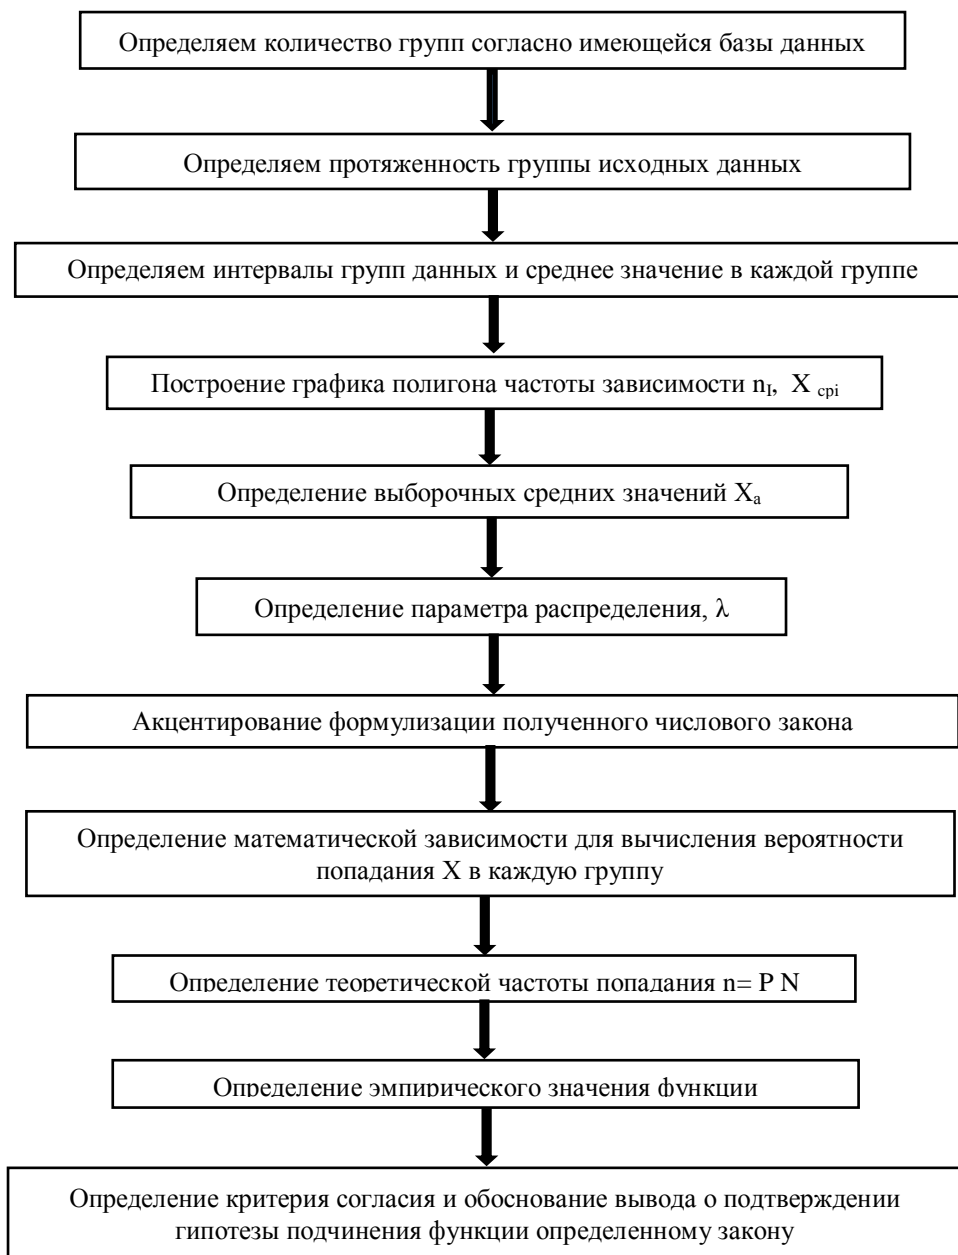 Определяем количество групп согласно имеющейся базы данных
Определяем протяженность группы исходных данных
Определяем интервалы групп данных и среднее значение в каждой группе
Построение графика полигона частоты зависимости n_I, X_cpi
Определение выборочных средних значений X_a
Определение параметра распределения, λ
Акцентирование формулизации полученного числового закона
Определение математической зависимости для вычисления вероятности
попадания X в каждую группу
Определение теоретической частоты попадания n= P N
Определение эмпирического значения функции
Определение критерия согласия и обоснование вывода о подтверждении
гипотезы подчинения функции определенному закону